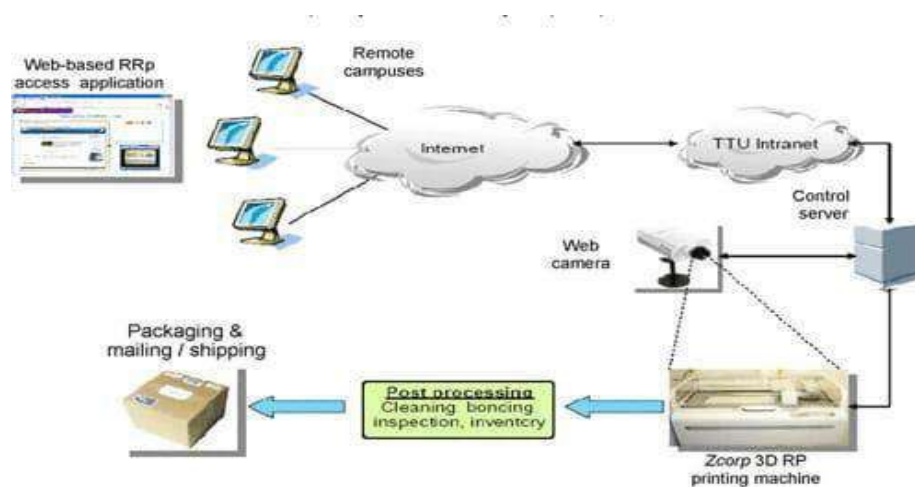 Web-based RRp
access application
Remote
campuses
Internet
TTU Intranet
Control
server
Web
camera
Packaging &
mailing / shipping
Post processing
Cleaning boncing
inspection, inventcry
Zcorp 3D RP
printing machine